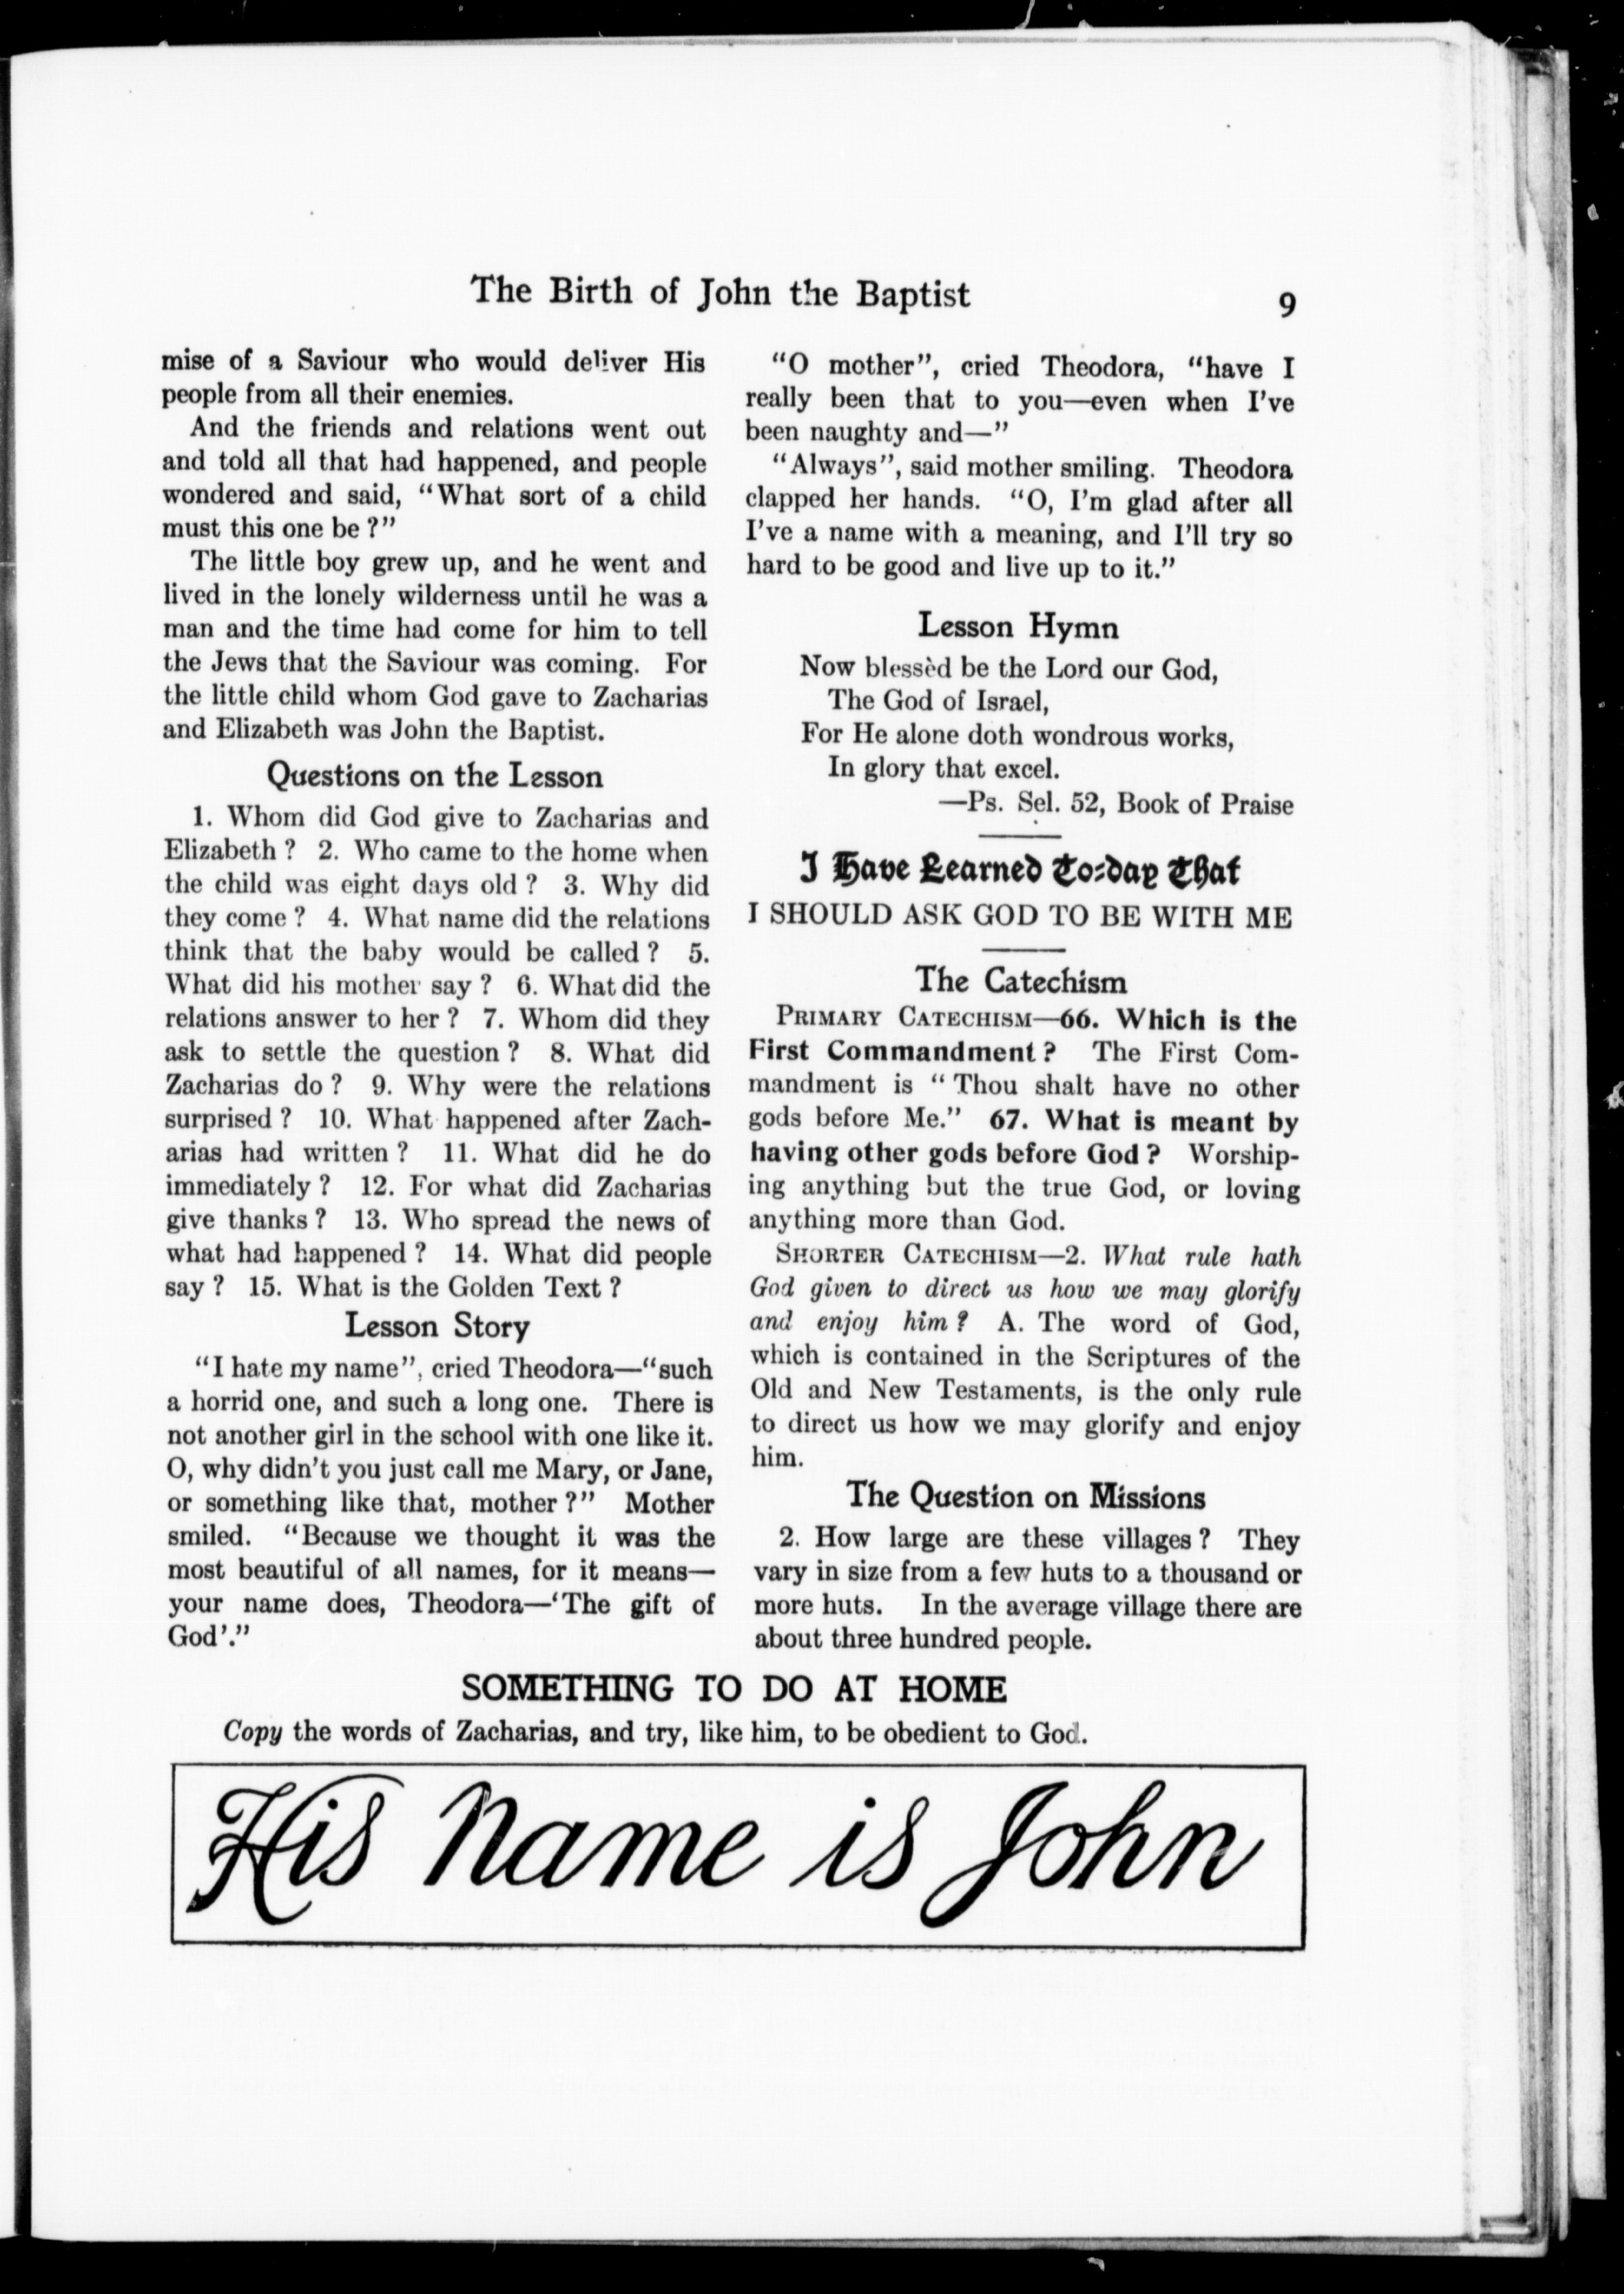 The Birth of John the Baptist 9
mise of a Saviour who would deliver His
people from all their enemies.
And the friends and relations went out
and told all that had happened, and people
wondered and said, "What sort of a child
must this one be ?"
The little boy grew up, and he went and
lived in the lonely wilderness until he was a
man and the time had come for him to tell
the Jews that the Saviour was coming. For
the little child whom God gave to Zacharias
and Elizabeth was John the Baptist.
Questions on the Lesson
1. Whom did God give to Zacharias and
Elizabeth ? 2. Who came to the home when
the child was eight days old ? 3. Why did
they come ? 4. What name did the relations
think that the baby would be called ? 5.
What did his mother say ? 6. What did the
relations answer to her ? 7. Whom did they
ask to settle the question ? 8. What did
Zacharias do ? 9. Why were the relations
surprised ? 10. What happened after Zach-
arias had written ? 11. What did he do
immediately ? 12. For what did Zacharias
give thanks ? 13. Who spread the news of
what had happened ? 14. What did people
say ? 15. What is the Golden Text ?
Lesson Story
"I hate my name", cried Theodora—"such
a horrid one, and such a long one. There is
not another girl in the school with one like it.
O, why didn't you just call me Mary, or Jane,
or something like that, mother ?" Mother
smiled. "Because we thought it was the
most beautiful of all names, for it means—
your name does, Theodora—'The gift of
God'."
"O mother", cried Theodora, "have I
really been that to you—even when I've
been naughty and—"
"Always", said mother smiling. Theodora
clapped her hands. "O, I'm glad after all
I've a name with a meaning, and I'll try so
hard to be good and live up to it."
Lesson Hymn
Now blessèd be the Lord our God,
The God of Israel,
For He alone doth wondrous works,
In glory that excel.
—Ps. Sel. 52, Book of Praise
I Have Learned To-day That
I SHOULD ASK GOD TO BE WITH ME
The Catechism
PRIMARY CATECHISM—66. Which is the
First Commandment ? The First Com-
mandment is " Thou shalt have no other
gods before Me." 67. What is meant by
having other gods before God ? Worship-
ing anything but the true God, or loving
anything more than God.
SHORTER CATECHISM—2. What rule hath
God given to direct us how we may glorify
and enjoy him ? A. The word of God,
which is contained in the Scriptures of the
Old and New Testaments, is the only rule
to direct us how we may glorify and enjoy
him.
The Question on Missions
2. How large are these villages ? They
vary in size from a few huts to a thousand or
more huts. In the average village there are
about three hundred people.
SOMETHING TO DO AT HOME
Copy the words of Zacharias, and try, like him, to be obedient to God.
His Name is John